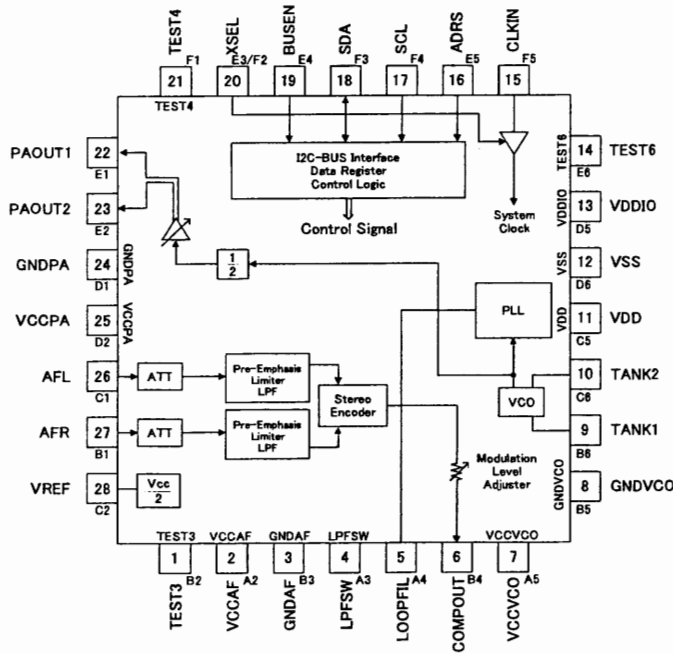 TEST4
XSEL
BUSEN
SDA
SCL
ADRS
CLKIN
F1
E3/F2
E4
F3
F4
E5
F5
21
20
19
18
17
16
15
TEST4
PAOUT1
22
E1
I2C-BUS Interface
Data Register
Control Logic
TEST6
14
TEST6
E6
PAOUT2
23
E2
Control Signal
System
Clock
VDDIO
13
VDDIO
D5
GNDPA
24
D1
GNDPA
1
2
VSS
12
VSS
D6
VCCPA
25
D2
VCCPA
PLL
VDD
11
VDD
C5
AFL
26
C1
ATT
Pre-Emphasis
Limiter
LPF
Stereo
Encoder
VCO
10
TANK2
C6
AFR
27
B1
ATT
Pre-Emphasis
Limiter
LPF
9
TANK1
B6
VREF
28
C2
Vcc
2
Modulation
Level
Adjuster
GNDVCO
8
GNDVCO
B5
TEST3
VCCAF
GNDAF
LPFSW
VCCVCO
1
2
3
4
5
6
7
B2
A2
B3
A3
A4
B4
A5
TEST3
VCCAF
GNDAF
LPFSW
LOOPFIL
COMPOUT
VCCVCO